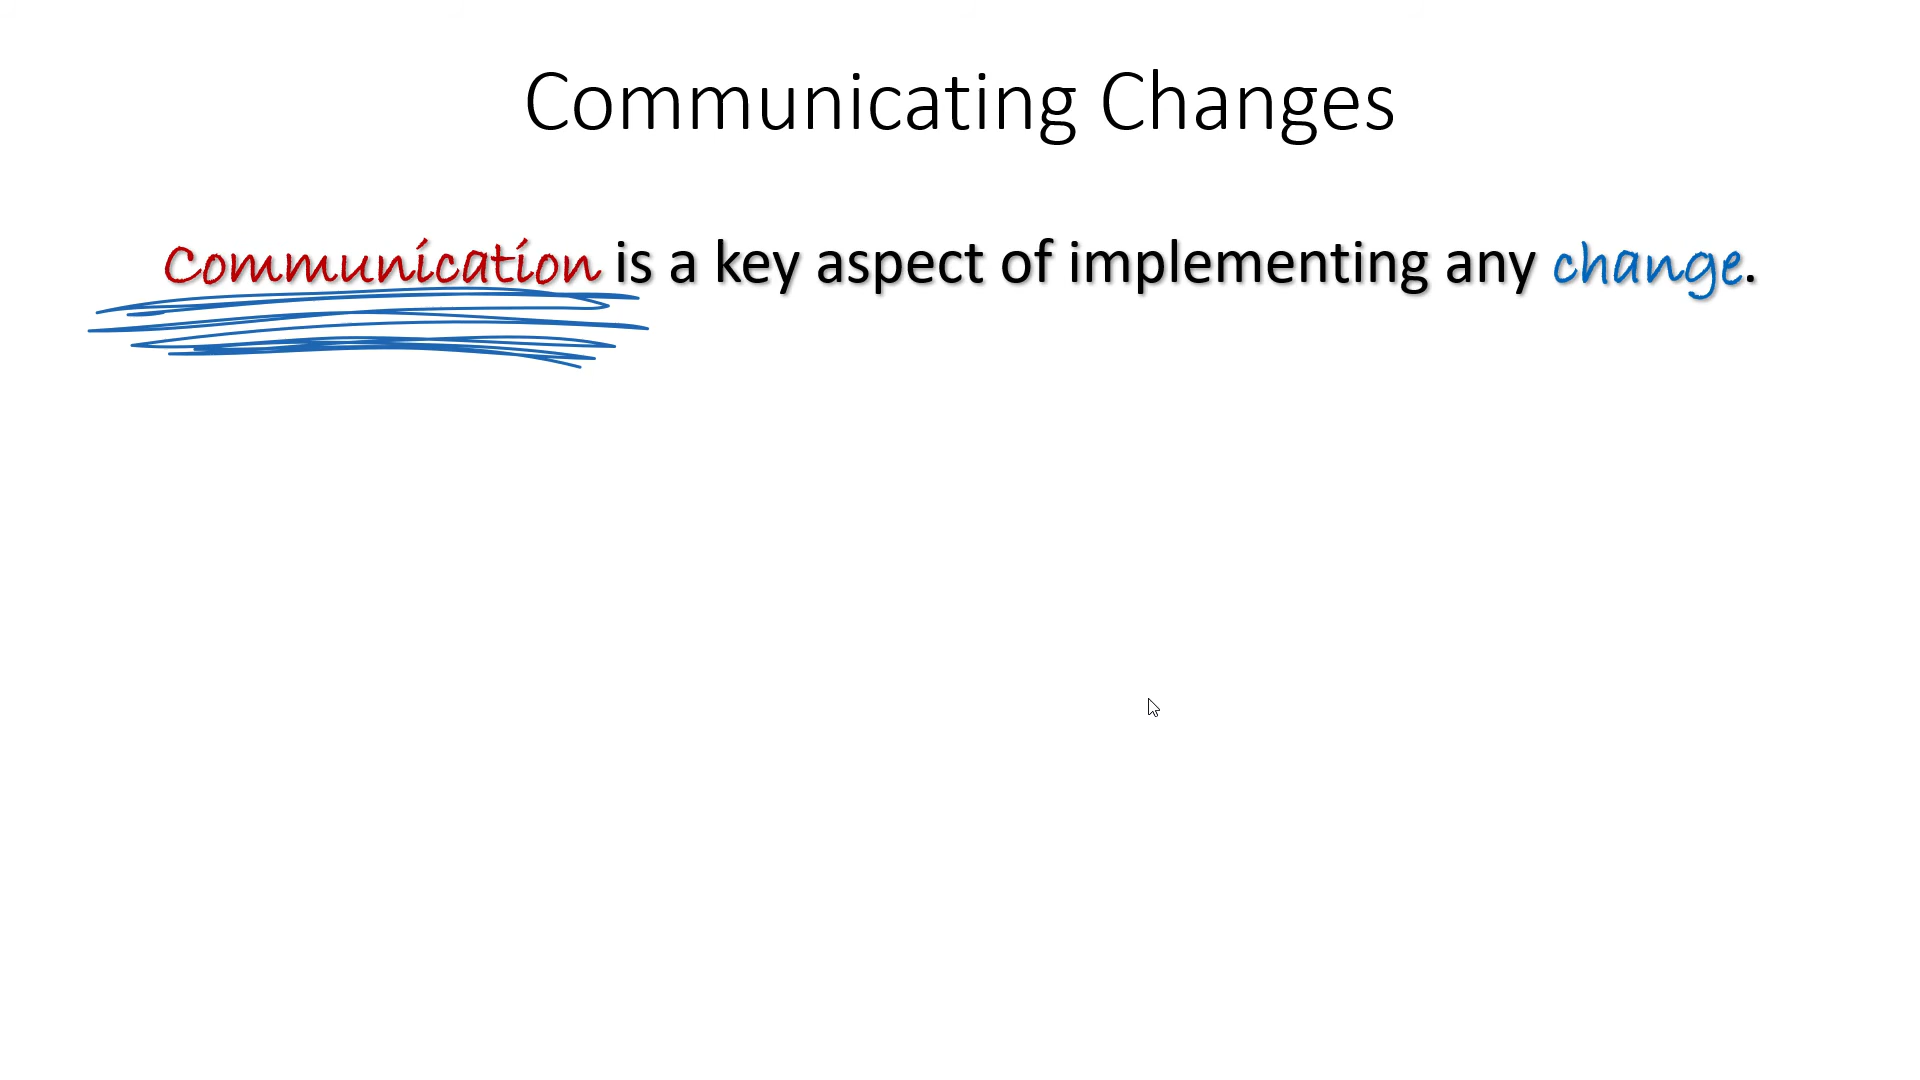 Communicating Changes
Communication is a key aspect of implementing any change.